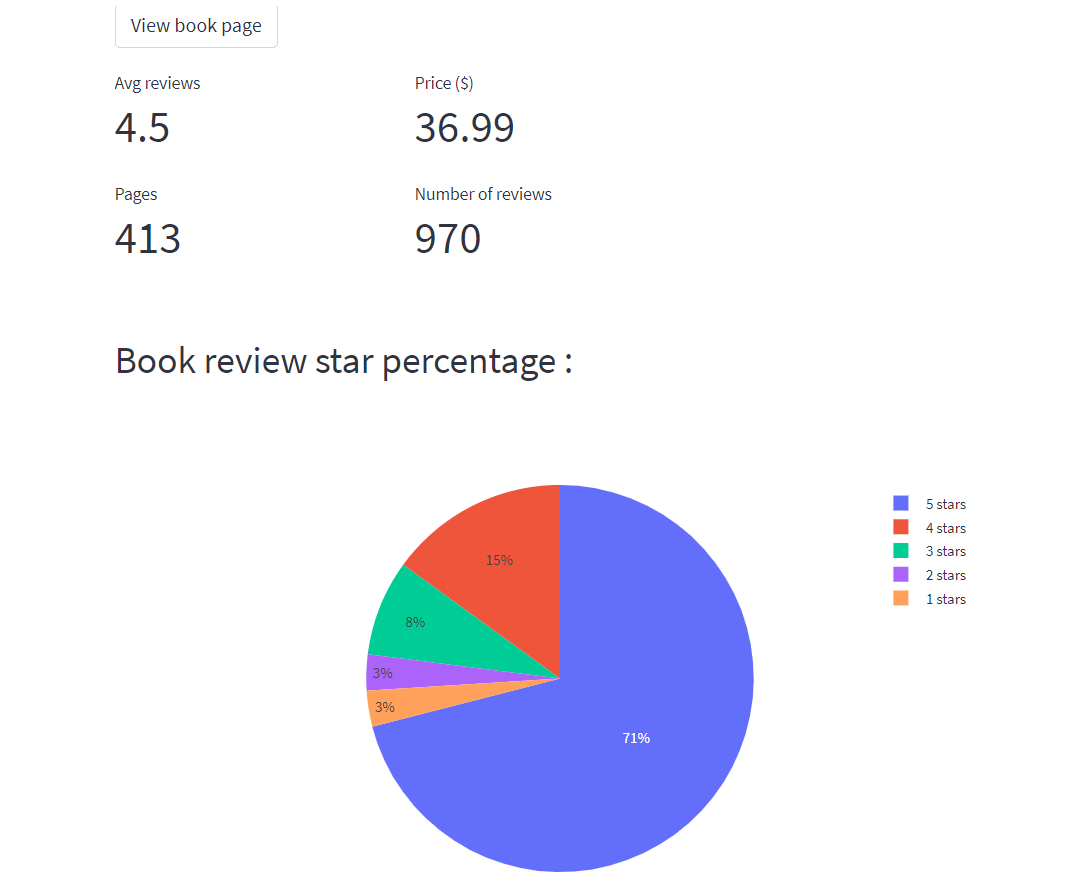 View book page
Avg reviews
Price ($)
4.5
36.99
Pages
Number of reviews
413
970
Book review star percentage :
5 stars
4 stars
3 stars
2 stars
1 stars
15%
8%
3%
3%
71%